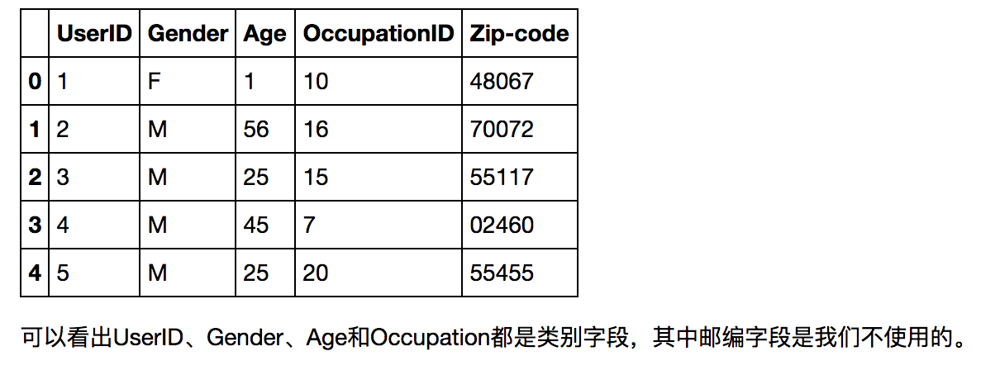 UserID Gender Age OccupationID Zip-code
0 1 F 1 10 48067
1 2 M 56 16 70072
2 3 M 25 15 55117
3 4 M 45 7 02460
4 5 M 25 20 55455
可以看出UserID、Gender、Age和Occupation都是类别字段，其中邮编字段是我们不使用的。